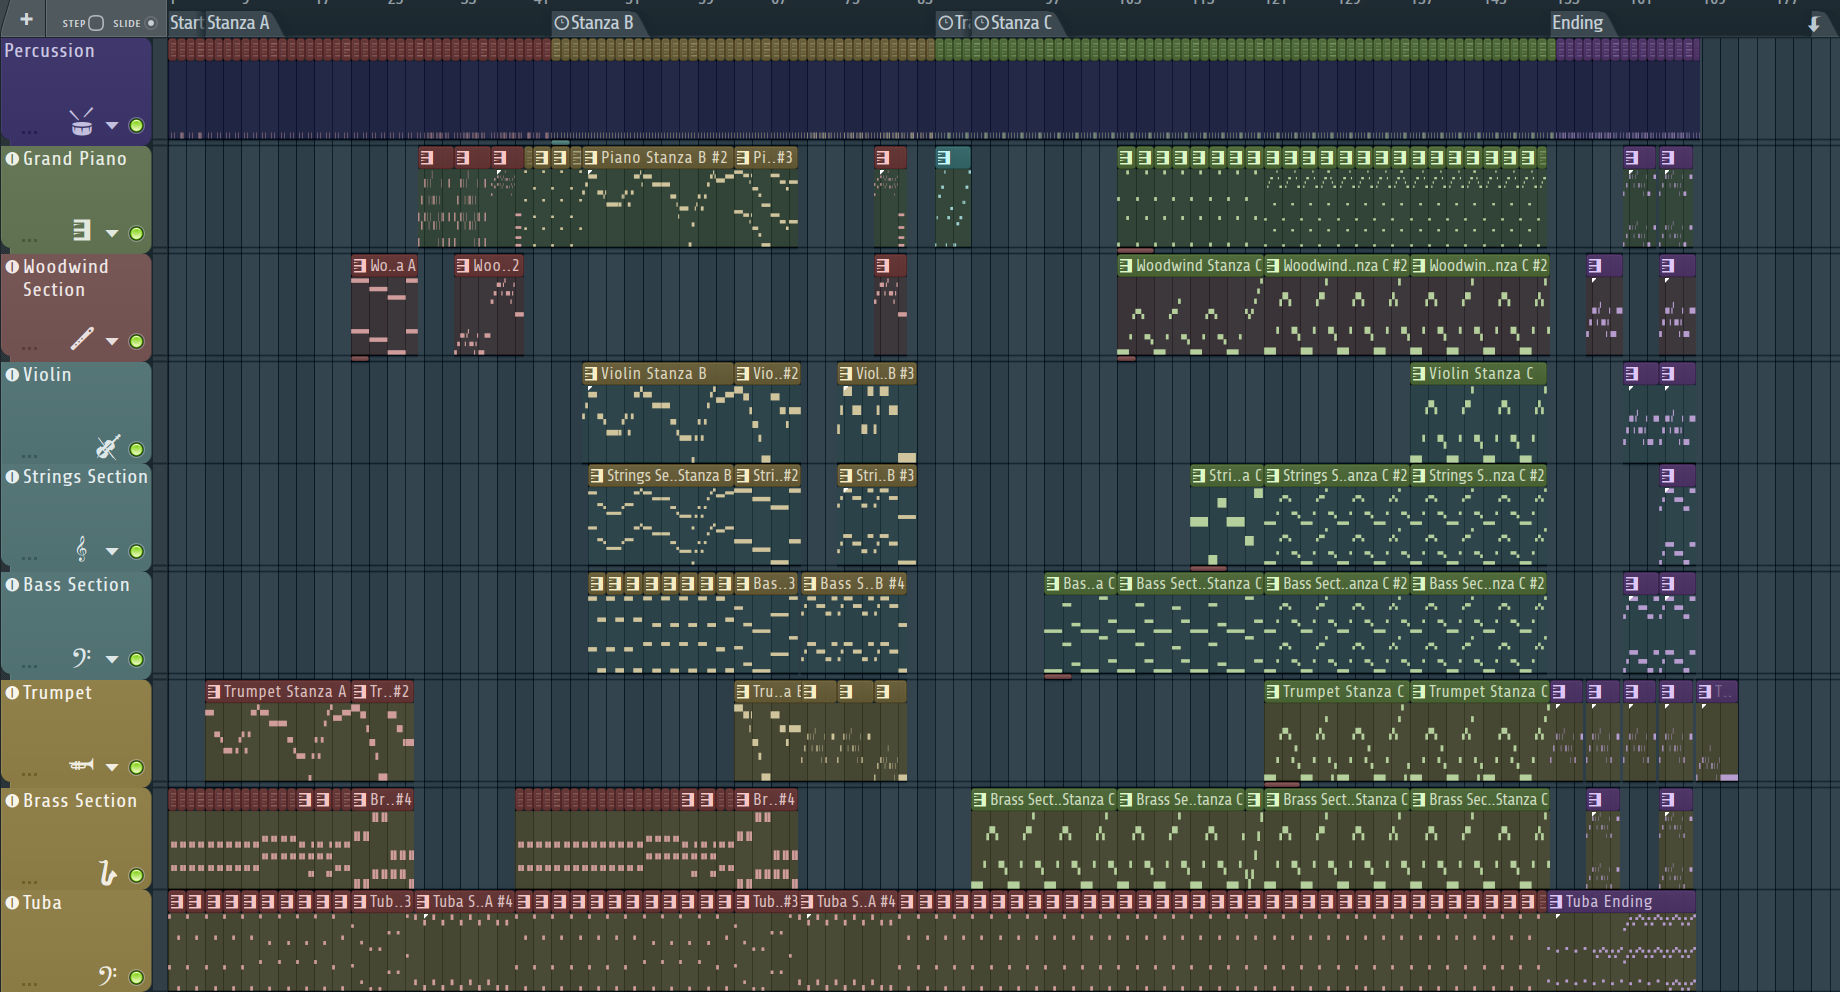 STEP SLIDE
Start Stanza A Stanza B Tr Stanza C Ending
Percussion
Grand Piano
Piano Stanza B #2 Pi..#3
Woodwind
Section
Wo..a A Woo..2 Woodwind Stanza C Woodwind..nza C #2 Woodwin..nza C #2
Violin
Violin Stanza B Vio..#2 Viol..B #3 Violin Stanza C
Strings Section
Strings Se..Stanza B Stri..#2 Stri..B #3 Stri..a C Strings S..anza C #2 Strings S..nza C #2
Bass Section
Bas..3 Bass S..B #4 Bas..a C Bass Sect..Stanza C Bass Sect..anza C #2 Bass Sec..nza C #2
Trumpet
Trumpet Stanza A Tr..#2 Tru..a B Trumpet Stanza C Trumpet Stanza C T..
Brass Section
Br..#4 Br..#4 Brass Sect..Stanza C Brass Se..tanza C Brass Sect..Stanza C Brass Sec..Stanza C
Tuba
Tub..3 Tuba S..A #4 Tub..#3 Tuba S..A #4 Tuba Ending